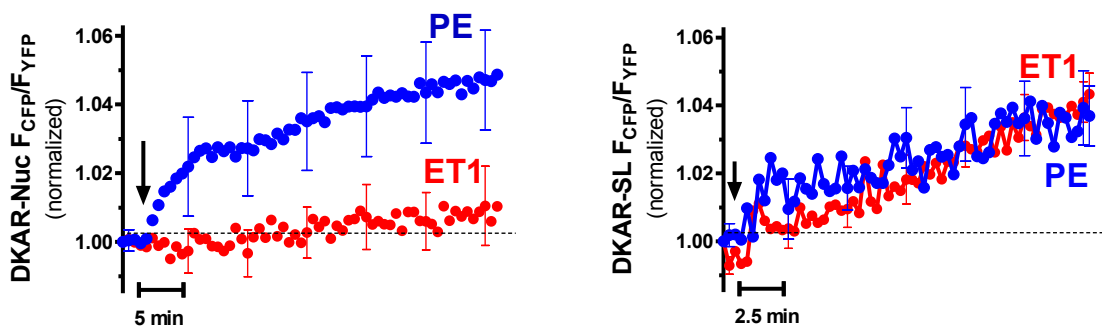 DKAR-Nuc FCFP/FYFP
(normalized)
1.06
1.04
1.02
1.00
PE
ET1
5 min
DKAR-SL FCFP/FYFP
(normalized)
1.06
1.04
1.02
1.00
ET1
PE
2.5 min